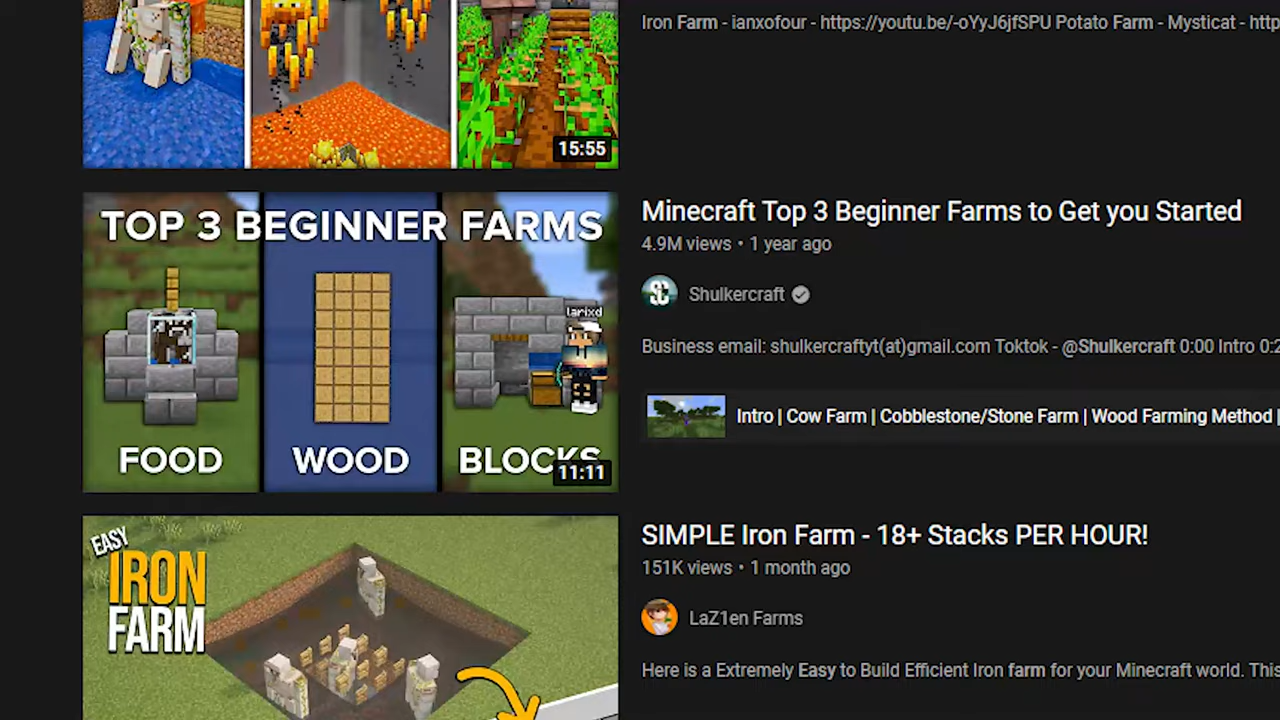 Iron Farm - ianxofour - https://youtu.be/-oYyJ6jfSPU Potato Farm - Mysticat - http
15:55
TOP 3 BEGINNER FARMS
larixd
FOOD WOOD BLOCKS
11:11
Minecraft Top 3 Beginner Farms to Get you Started
4.9M views • 1 year ago
Shulkercraft
Business email: shulkercraftyt(at)gmail.com Toktok - @Shulkercraft 0:00 Intro 0:2
Intro | Cow Farm | Cobblestone/Stone Farm | Wood Farming Method |
EASY
IRON
FARM
SIMPLE Iron Farm - 18+ Stacks PER HOUR!
151K views • 1 month ago
LaZ1en Farms
Here is a Extremely Easy to Build Efficient Iron farm for your Minecraft world. This